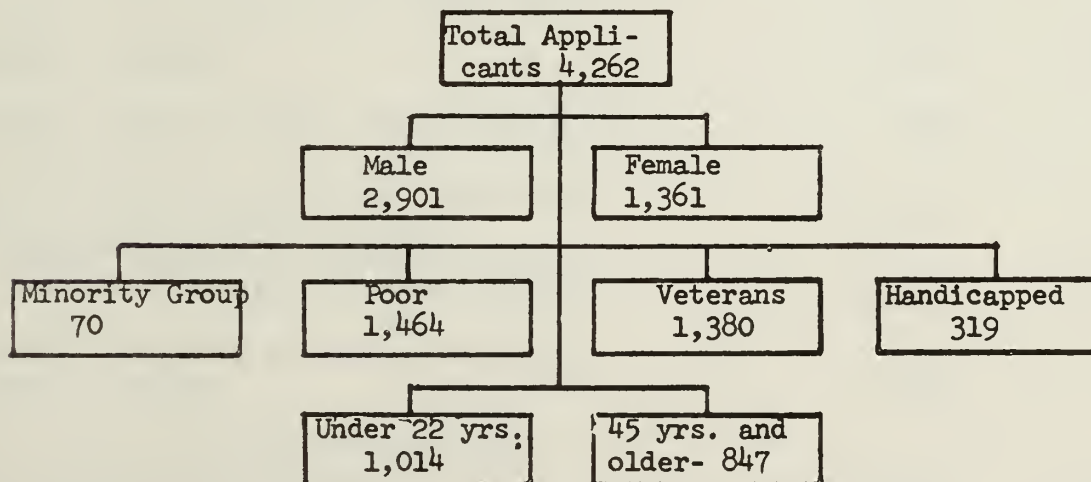 Total Appli-
cants 4,262
Male
2,901
Female
1,361
Minority Group
70
Poor
1,464
Veterans
1,380
Handicapped
319
Under 22 yrs.
1,014
45 yrs. and
older- 847